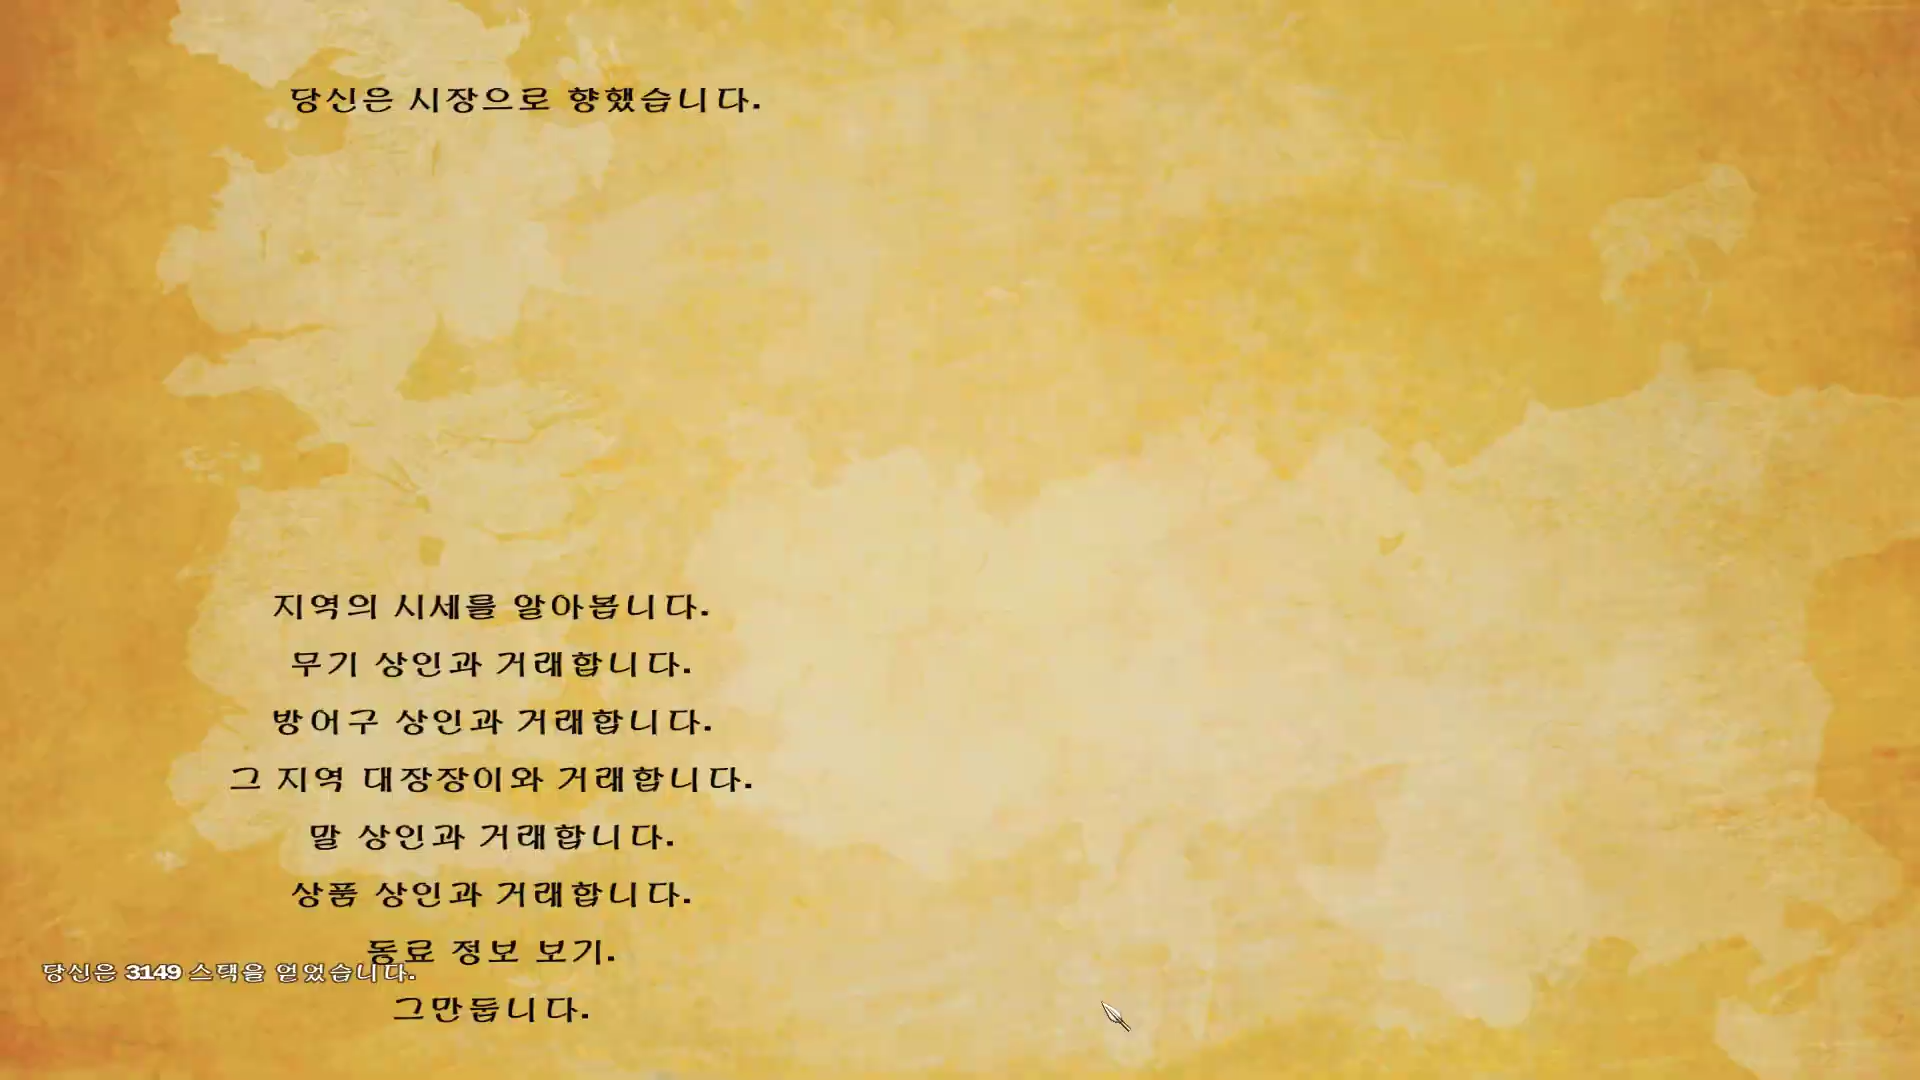 당신은 시장으로 향했습니다.
지역의 시세를 알아봅니다.
무기 상인과 거래합니다.
방어구 상인과 거래합니다.
그 지역 대장장이와 거래합니다.
말 상인과 거래합니다.
상품 상인과 거래합니다.
동료 정보 보기.
당신은 3149 스택을 얻었습니다.
그만둡니다.